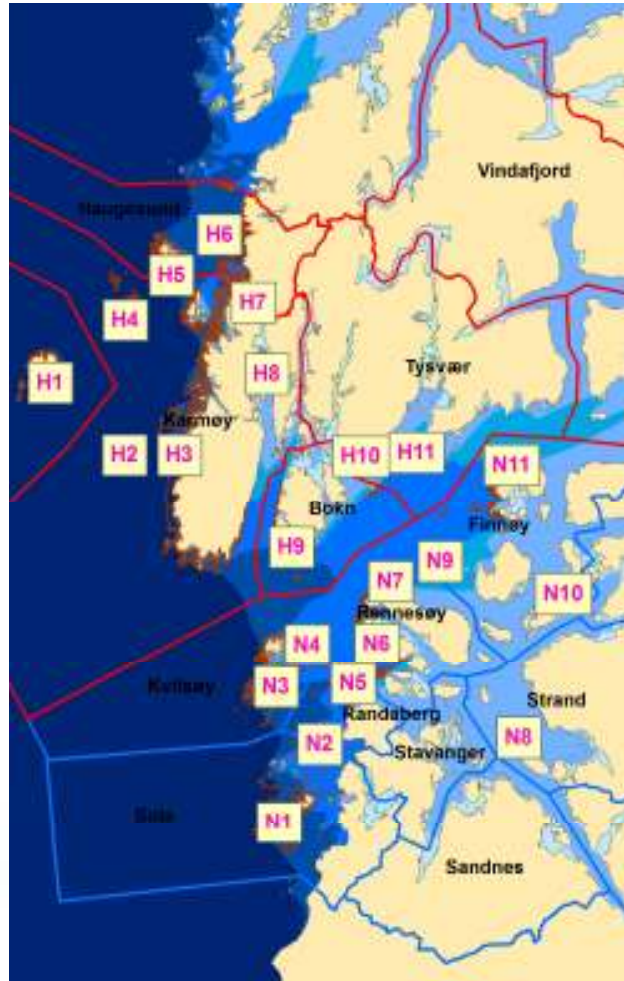 Vindafjord
Haugesund
H6
H5
H7
H4
Tysvær
H8
H1
Karmøy
H2
H3
H10
H11
N11
Bokn
Finnøy
H9
N9
N7
N10
Rennesøy
N4
N6
Kvitsøy
N3
N5
Strand
Randaberg
N8
N2
Stavanger
Sola
N1
Sandnes